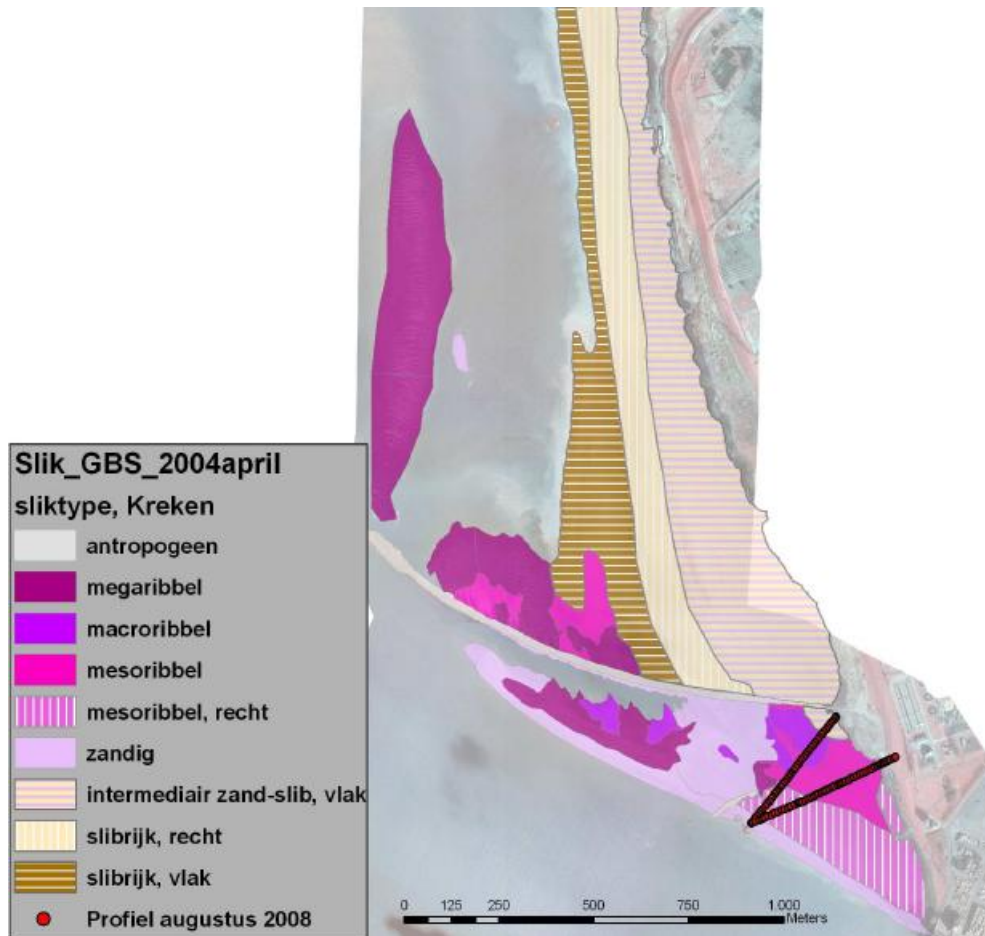 Slik_GBS_2004april
sliktype, Kreken
antropogeen
megaribbel
macroribbel
mesoribbel
mesoribbel, recht
zandig
intermediair zand-slib, vlak
slibrijk, recht
slibrijk, vlak
Profiel augustus 2008
0 125 250 500 750 1.000
Meters